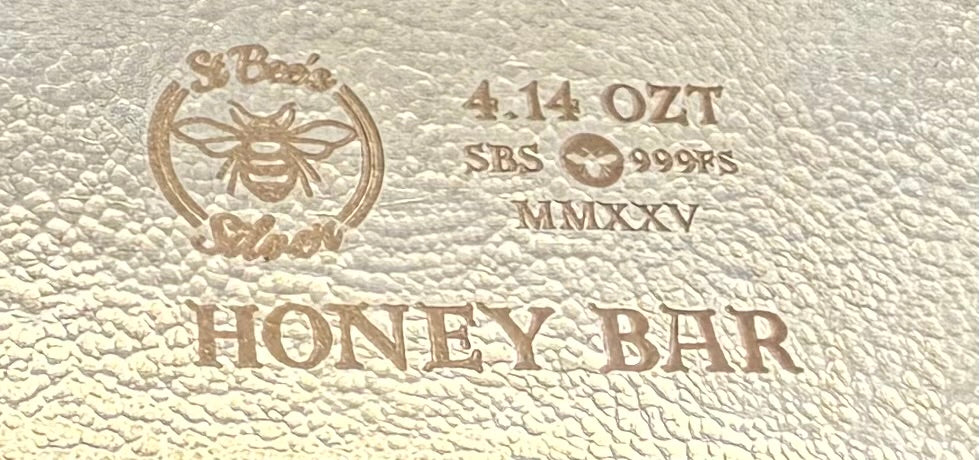 St Bee's
Silver
4.14 OZT
SBS 999FS
MMXXV
HONEY BAR